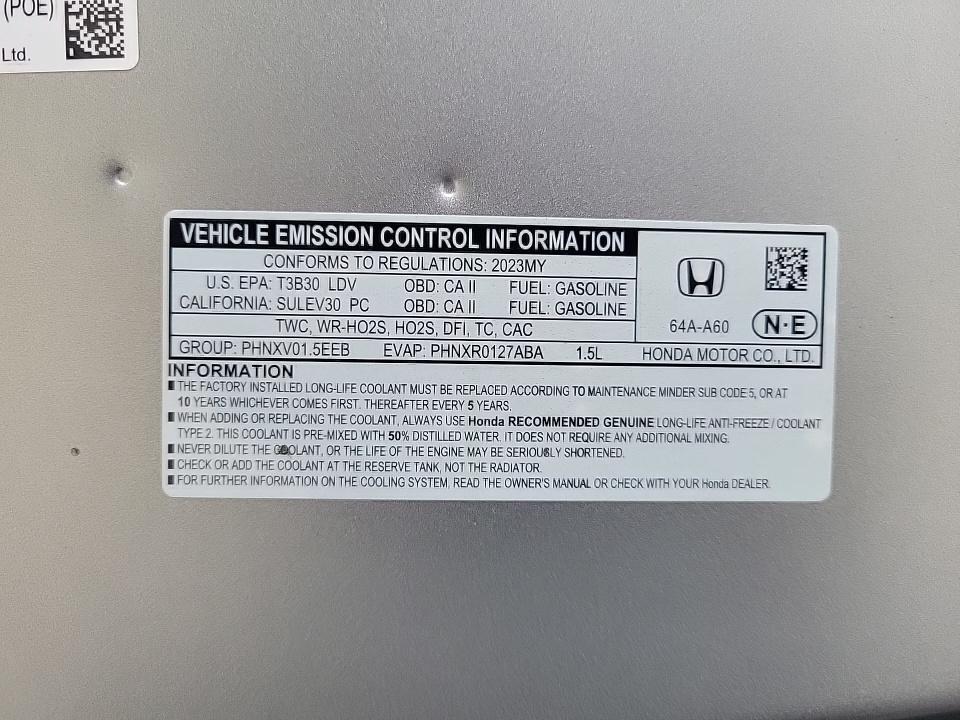 (POE)
Ltd.
VEHICLE EMISSION CONTROL INFORMATION
CONFORMS TO REGULATIONS: 2023MY
U.S. EPA: T3B30 LDV OBD: CA II FUEL: GASOLINE
CALIFORNIA: SULEV30 PC OBD: CA II FUEL: GASOLINE
TWC, WR-HO2S, HO2S, DFI, TC, CAC
64A-A60 N·E
GROUP: PHNXV01.5EEB EVAP: PHNXR0127ABA 1.5L HONDA MOTOR CO., LTD.
INFORMATION
THE FACTORY INSTALLED LONG-LIFE COOLANT MUST BE REPLACED ACCORDING TO MAINTENANCE MINDER SUB CODE 5, OR AT
10 YEARS WHICHEVER COMES FIRST. THEREAFTER EVERY 5 YEARS.
WHEN ADDING OR REPLACING THE COOLANT, ALWAYS USE Honda RECOMMENDED GENUINE LONG-LIFE ANTI-FREEZE / COOLANT
TYPE 2. THIS COOLANT IS PRE-MIXED WITH 50% DISTILLED WATER. IT DOES NOT REQUIRE ANY ADDITIONAL MIXING.
NEVER DILUTE THE COOLANT, OR THE LIFE OF THE ENGINE MAY BE SERIOUSLY SHORTENED.
CHECK OR ADD THE COOLANT AT THE RESERVE TANK, NOT THE RADIATOR.
FOR FURTHER INFORMATION ON THE COOLING SYSTEM, READ THE OWNER'S MANUAL OR CHECK WITH YOUR Honda DEALER.